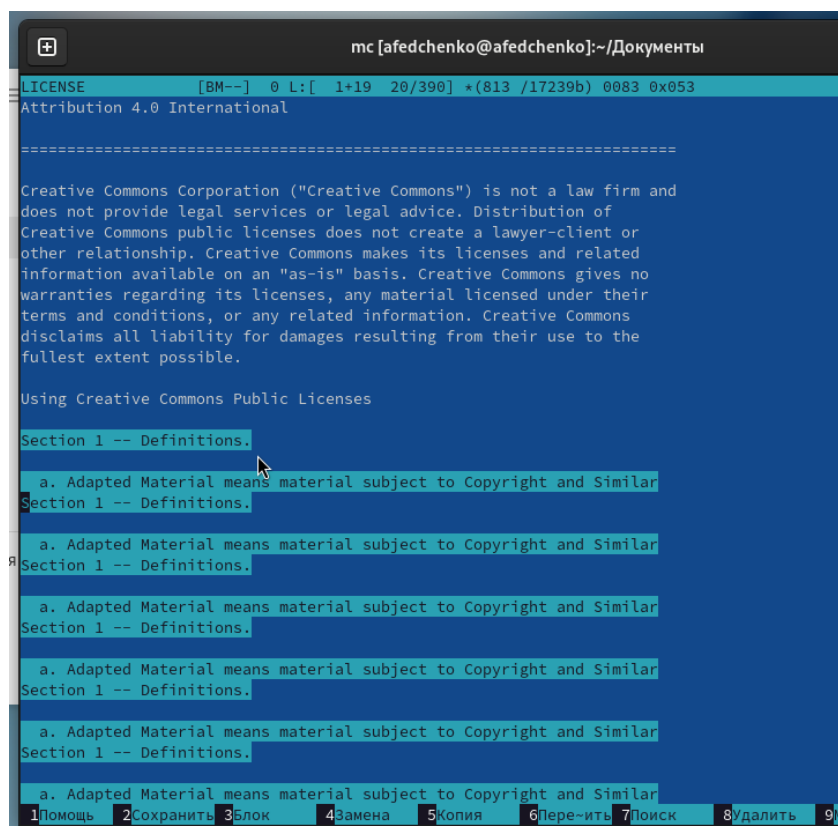 mc [afedchenko@afedchenko]:~/Документы
LICENSE [BM--] 0 L:[ 1+19 20/390] *(813 /17239b) 0083 0x053
Attribution 4.0 International
=======================================================================
Creative Commons Corporation ("Creative Commons") is not a law firm and
does not provide legal services or legal advice. Distribution of
Creative Commons public licenses does not create a lawyer-client or
other relationship. Creative Commons makes its licenses and related
information available on an "as-is" basis. Creative Commons gives no
warranties regarding its licenses, any material licensed under their
terms and conditions, or any related information. Creative Commons
disclaims all liability for damages resulting from their use to the
fullest extent possible.
Using Creative Commons Public Licenses
Section 1 -- Definitions.
a. Adapted Material means material subject to Copyright and Similar
Section 1 -- Definitions.
a. Adapted Material means material subject to Copyright and Similar
я
Section 1 -- Definitions.
a. Adapted Material means material subject to Copyright and Similar
Section 1 -- Definitions.
a. Adapted Material means material subject to Copyright and Similar
Section 1 -- Definitions.
a. Adapted Material means material subject to Copyright and Similar
Section 1 -- Definitions.
a. Adapted Material means material subject to Copyright and Similar
1Помощь 2Сохранить 3Блок 4Замена 5Копия 6Пере~ить 7Поиск 8Удалить 9